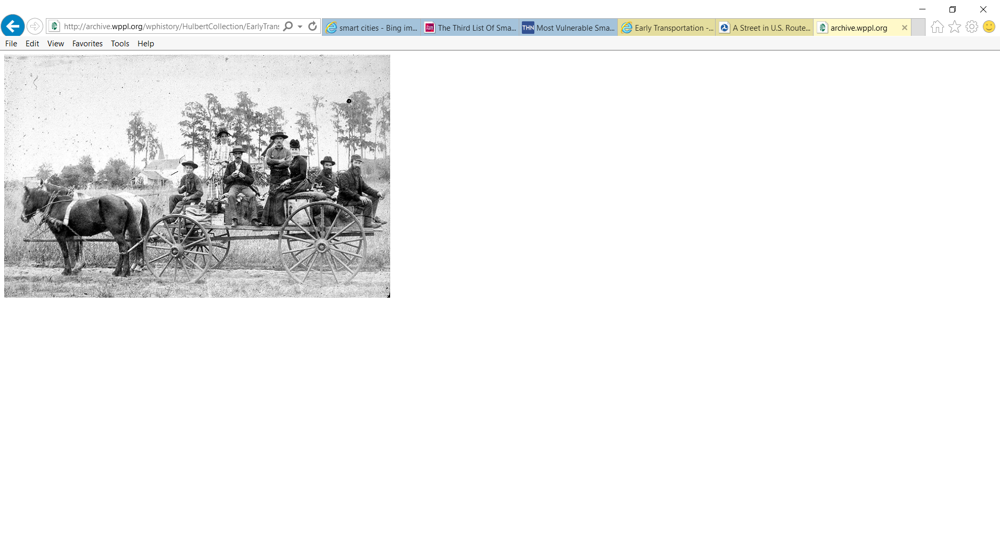 http://archive.wppl.org/wphistory/HulbertCollection/EarlyTrans
smart cities - Bing im...
The Third List Of Sma...
THN Most Vulnerable Sma...
Early Transportation -...
A Street in U.S. Route...
archive.wppl.org
File Edit View Favorites Tools Help